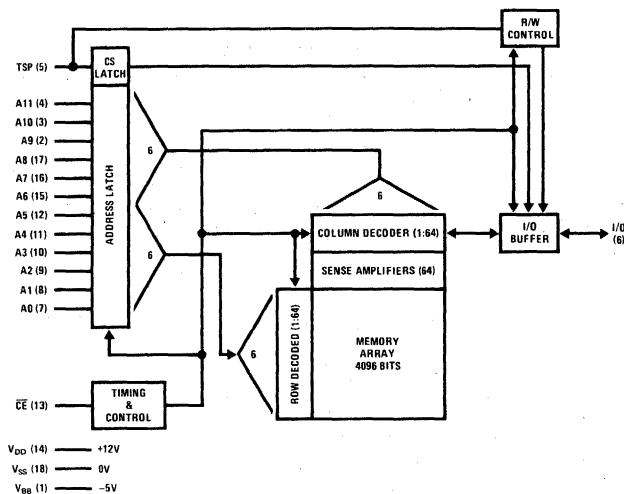 R/W
CONTROL
TSP (5)
CS
LATCH
A11 (4)
A10 (3)
A9 (2)
A8 (17)
A7 (16)
A6 (15)
A5 (12)
A4 (11)
A3 (10)
A2 (9)
A1 (8)
A0 (7)
ADDRESS LATCH
6
6
6
COLUMN DECODER (1:64)
I/O
BUFFER
I/O
(6)
SENSE AMPLIFIERS (64)
6
ROW DECODED (1:64)
MEMORY
ARRAY
4096 BITS
CE (13)
TIMING
&
CONTROL
VDD (14) +12V
VSS (18) 0V
VBB (1) −5V